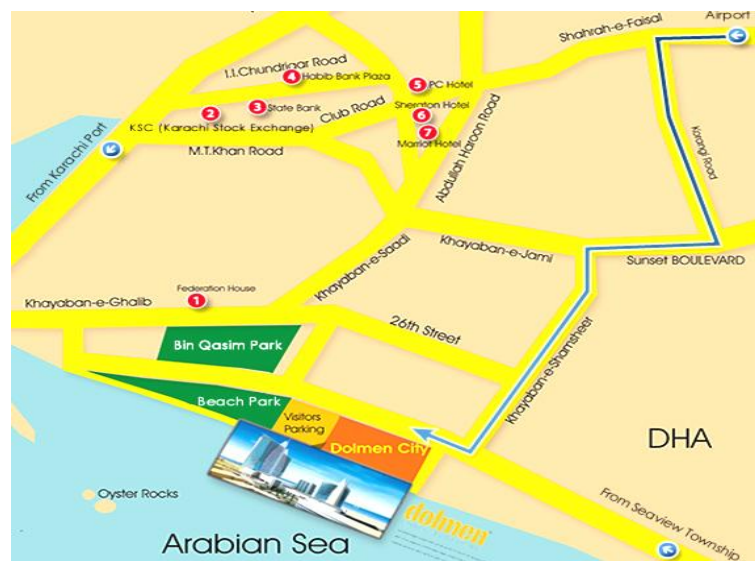 Airport
Shahrah-e-Faisal
I.I.Chundrigar Road
4 Habib Bank Plaza
5 PC Hotel
3 State Bank
2
Club Road
Sheraton Hotel
6
KSC (Karachi Stock Exchange)
7
Marriot Hotel
M.T.Khan Road
Abdullah Haroon Road
Korangi Road
From Karachi Port
Khayaban-e-Jami
Sunset BOULEVARD
Khayaban-e-Saadi
Federation House
1
Khayaban-e-Ghalib
26th Street
Bin Qasim Park
Khayaban-e-Shamsheer
Beach Park
Visitors
Parking
Dolmen City
DHA
Oyster Rocks
dolmen
From Seaview Township
Arabian Sea